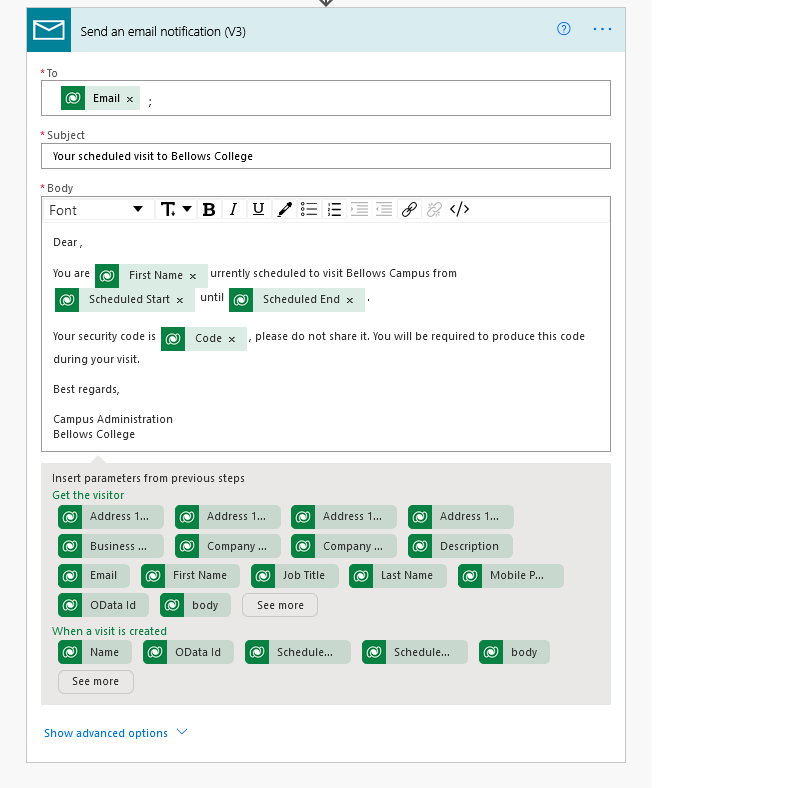 Send an email notification (V3)
* To
Email × ;
* Subject
Your scheduled visit to Bellows College
* Body
Font
Dear ,
You are First Name × urrently scheduled to visit Bellows Campus from
Scheduled Start × until Scheduled End × .
Your security code is Code × , please do not share it. You will be required to produce this code
during your visit.
Best regards,
Campus Administration
Bellows College
Insert parameters from previous steps
Get the visitor
Address 1... Address 1... Address 1... Address 1...
Business ... Company ... Company ... Description
Email First Name Job Title Last Name Mobile P...
OData Id body See more
When a visit is created
Name OData Id Schedule... Schedule... body
See more
Show advanced options